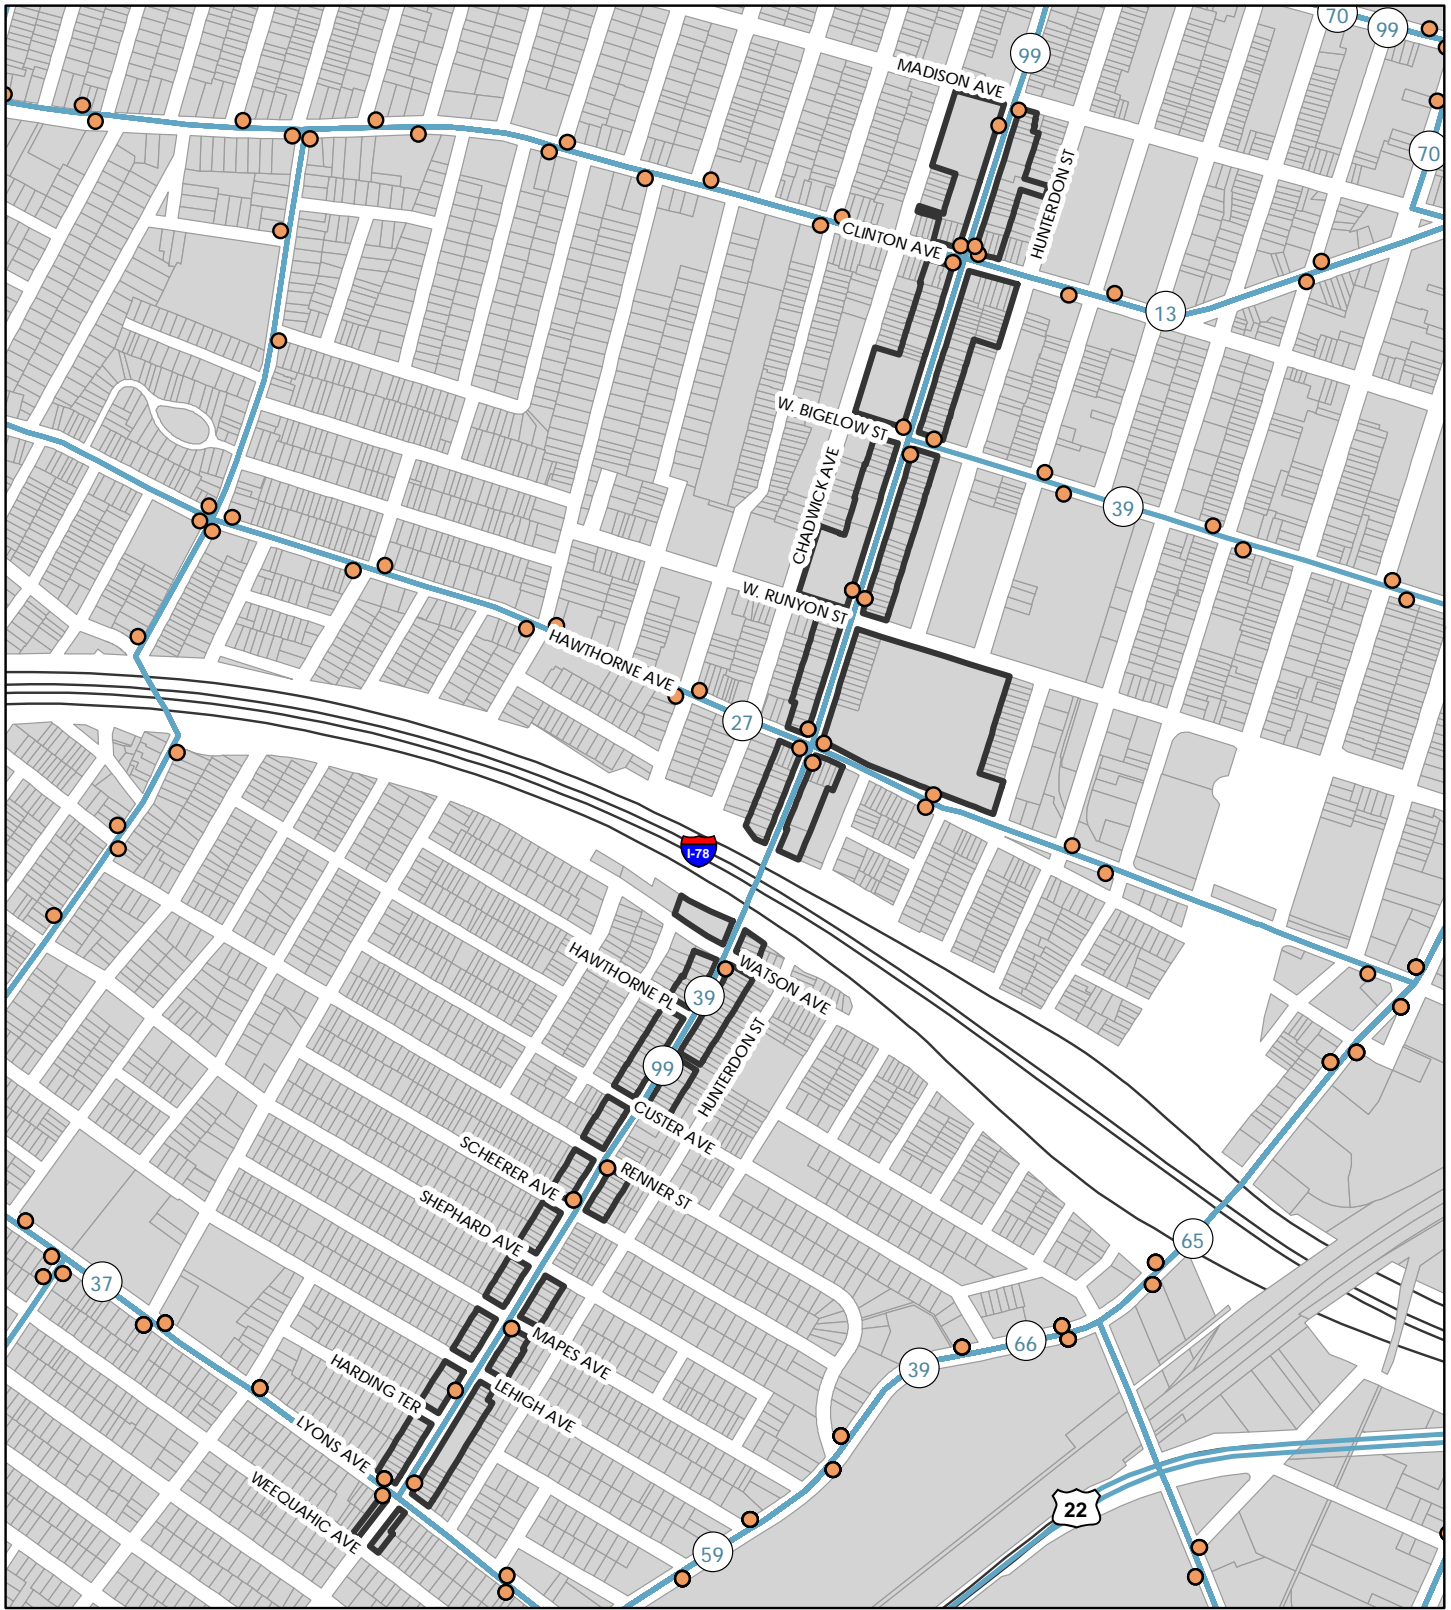 70
99
99
MADISON AVE
70
HUNTERDON ST
CLINTON AVE
13
W. BIGELOW ST
CHADWICK AVE
39
W. RUNYON ST
HAWTHORNE AVE
27
I-78
HAWTHORNE PL
WATSON AVE
39
HUNTERDON ST
99
CUSTER AVE
SCHEERER AVE
RENNER ST
SHEPHARD AVE
65
37
MAPES AVE
66
39
HARDING TER
LEHIGH AVE
LYONS AVE
WEEQUAHIC AVE
22
59